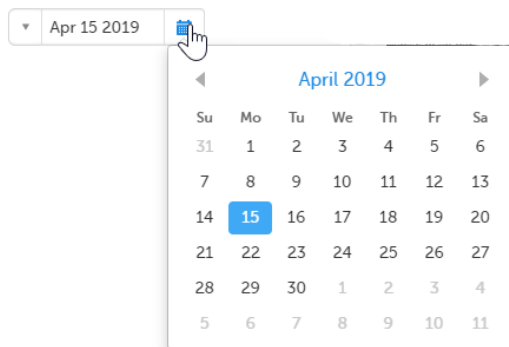 Apr 15 2019
April 2019
Su Mo Tu We Th Fr Sa
31 1 2 3 4 5 6
7 8 9 10 11 12 13
14 15 16 17 18 19 20
21 22 23 24 25 26 27
28 29 30 1 2 3 4
5 6 7 8 9 10 11